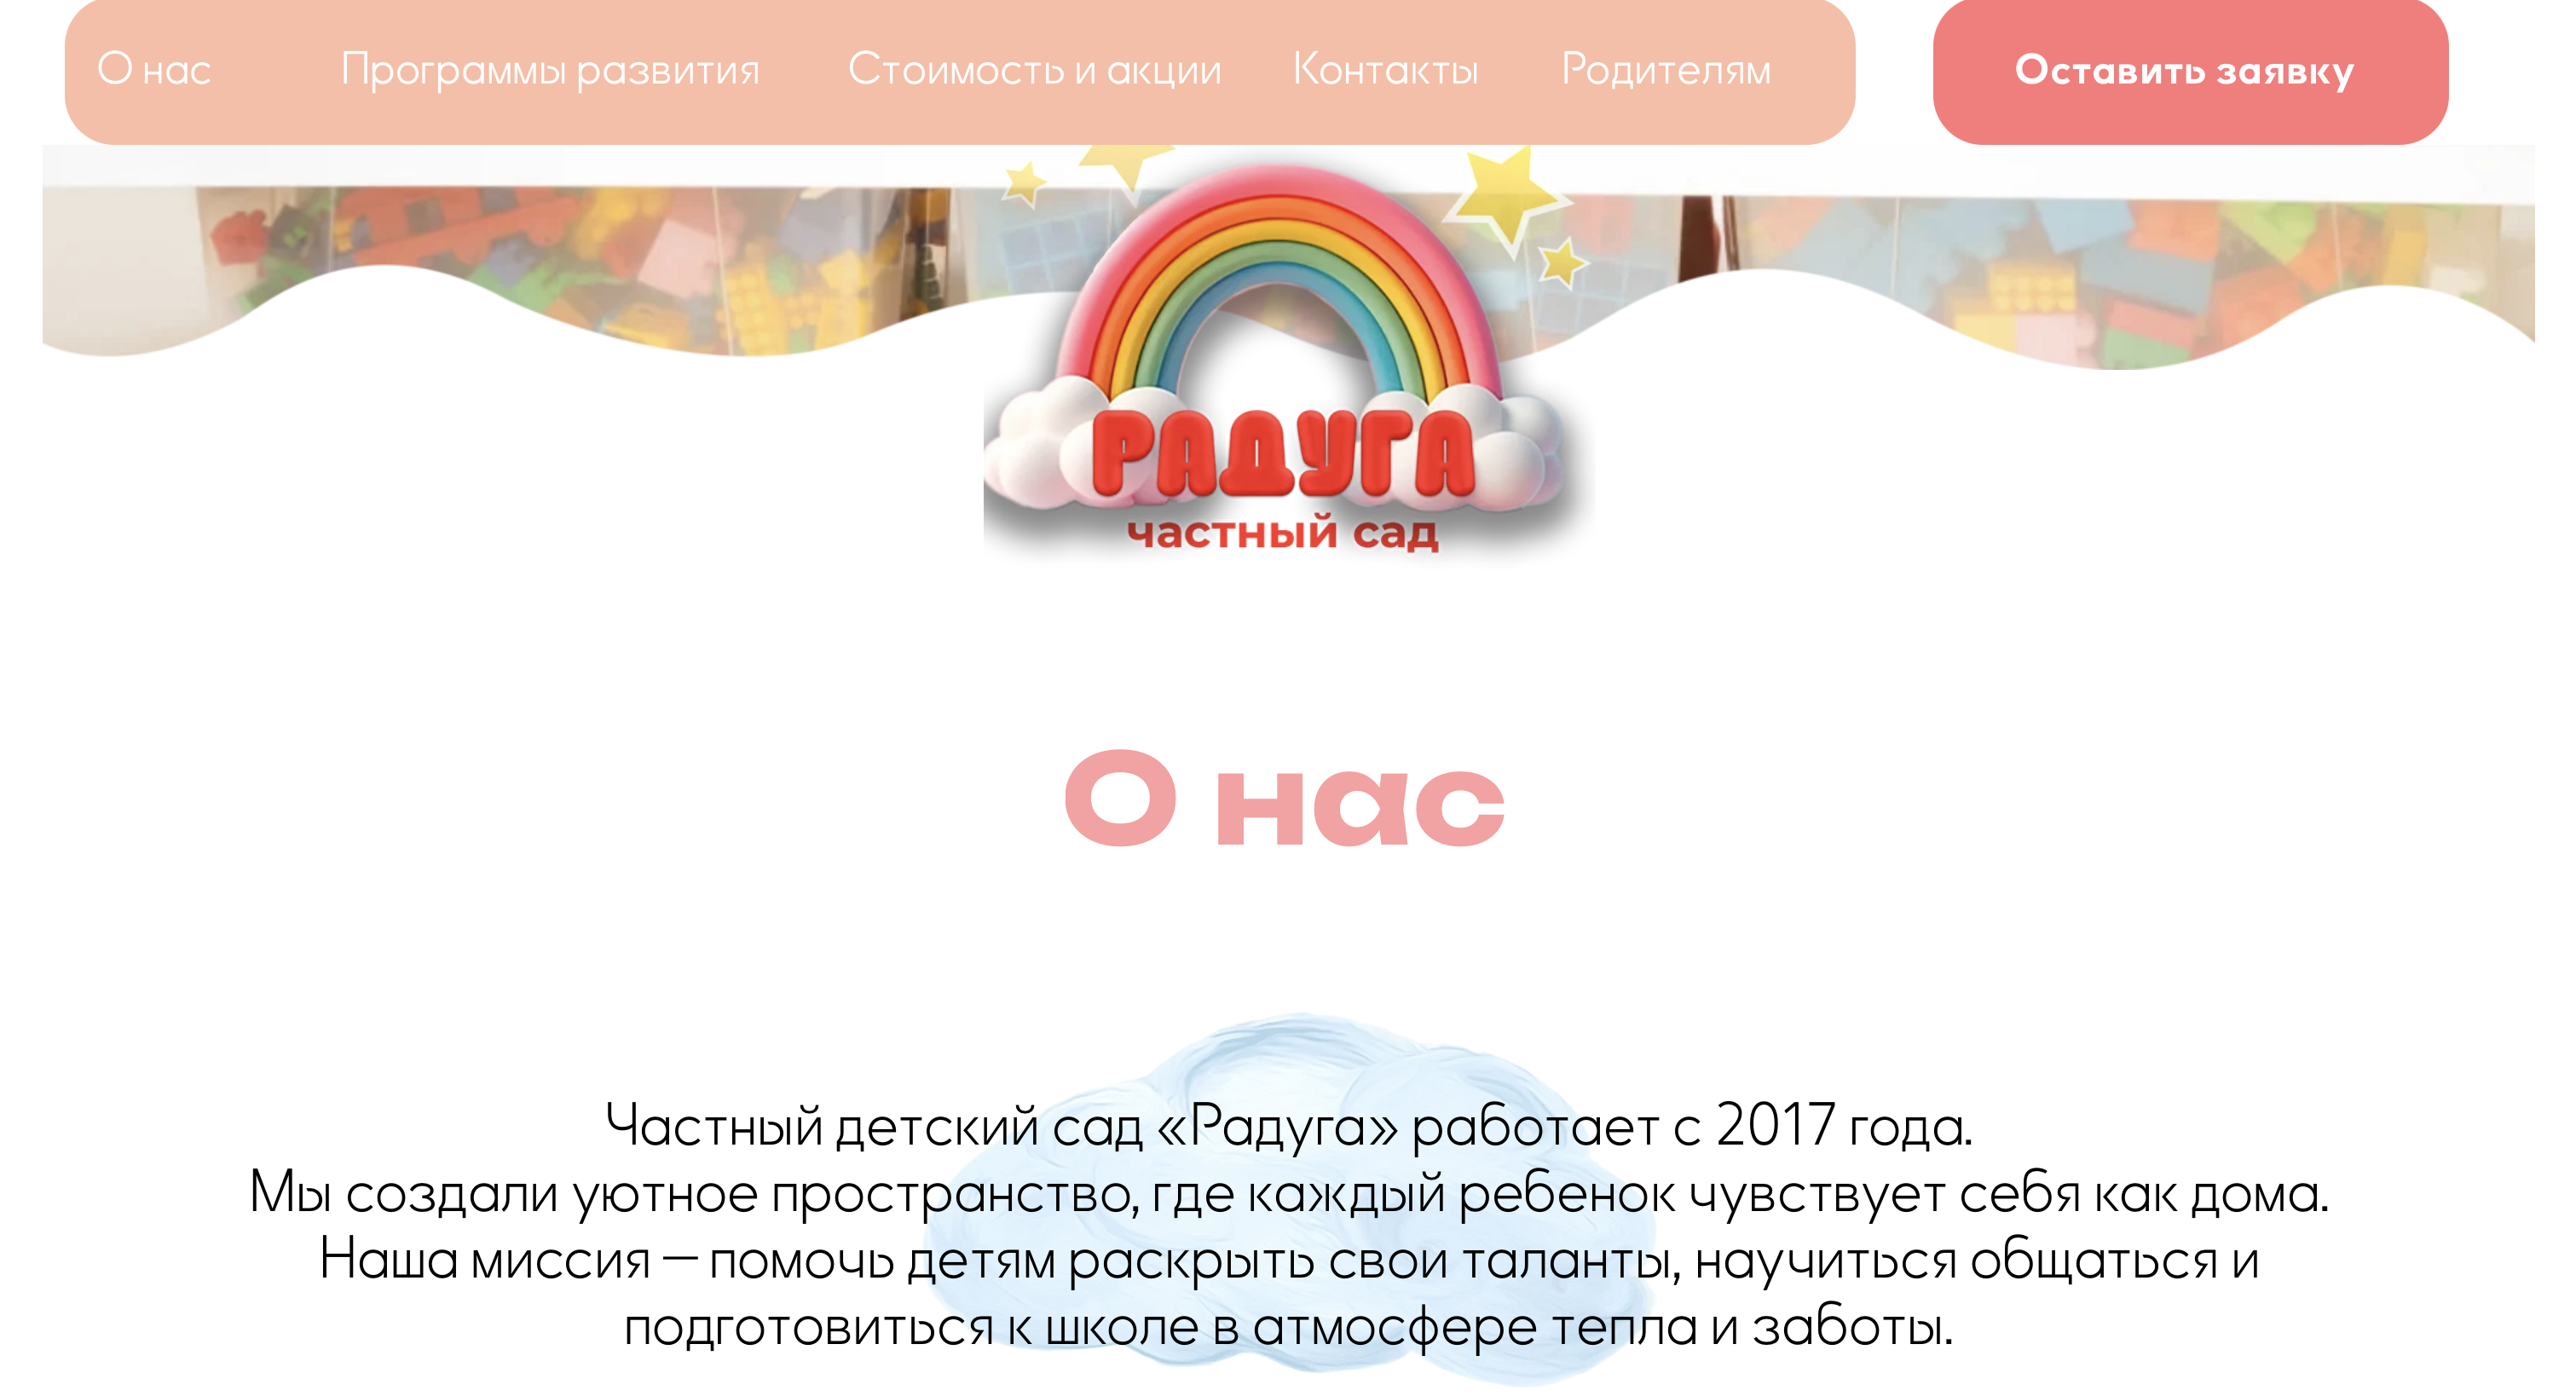 О нас Программы развития Стоимость и акции Контакты Родителям Оставить заявку
РАДУГА
частный сад
О нас
Частный детский сад «Радуга» работает с 2017 года.
Мы создали уютное пространство, где каждый ребенок чувствует себя как дома.
Наша миссия — помочь детям раскрыть свои таланты, научиться общаться и
подготовиться к школе в атмосфере тепла и заботы.